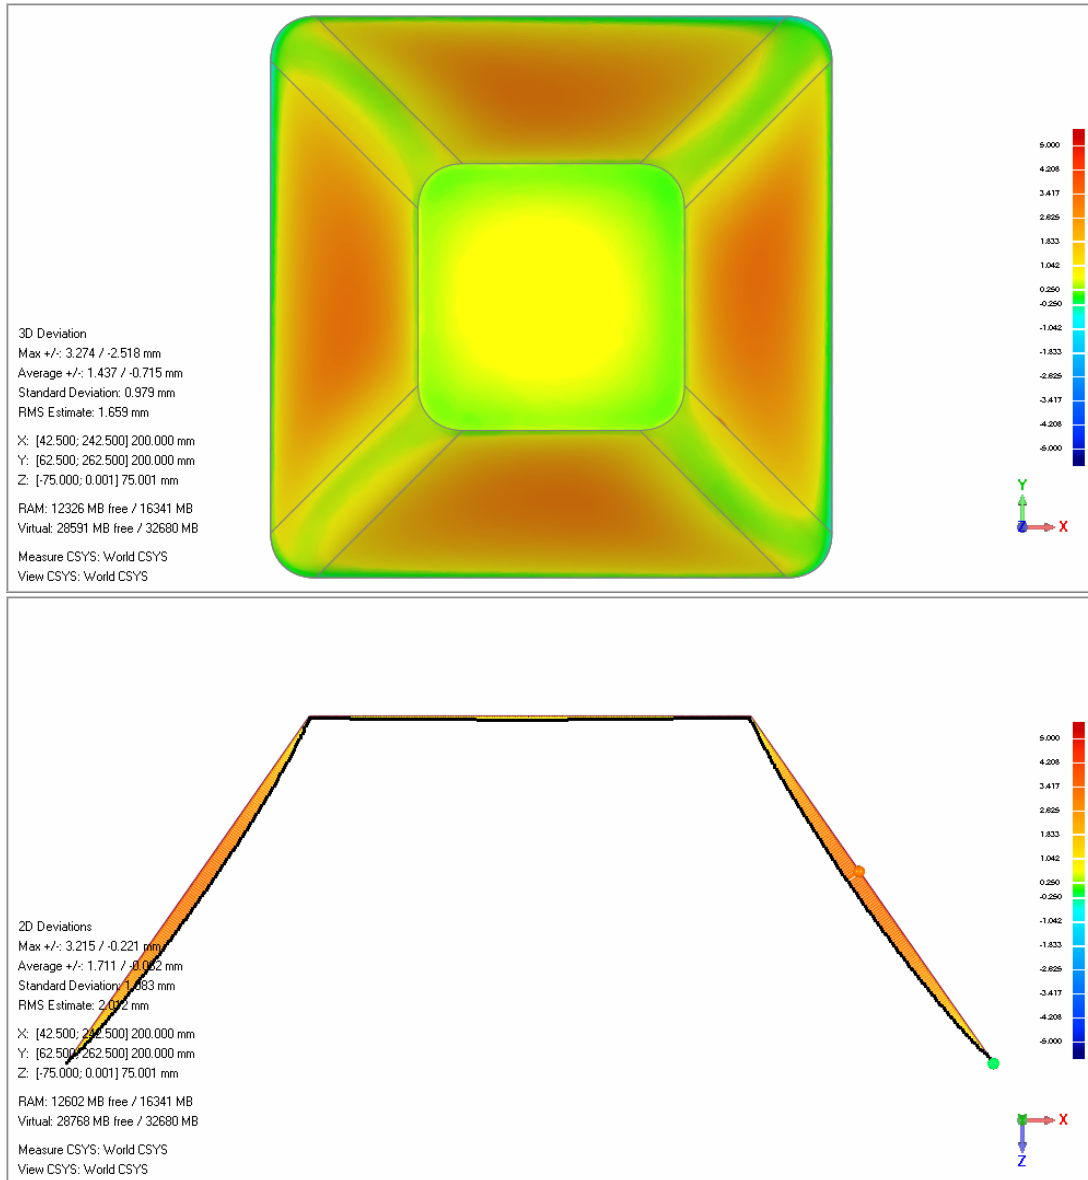 3D Deviation
Max +/-: 3.274 / -2.518 mm
Average +/-: 1.437 / -0.715 mm
Standard Deviation: 0.979 mm
RMS Estimate: 1.659 mm
X: [42.500; 242.500] 200.000 mm
Y: [62.500; 262.500] 200.000 mm
Z: [-75.000; 0.001] 75.001 mm
RAM: 12326 MB free / 16341 MB
Virtual: 28591 MB free / 32680 MB
Measure CSYS: World CSYS
View CSYS: World CSYS
4.208
3.417
2.625
1.833
1.042
0.250
-0.250
-1.042
-1.833
-2.625
-3.417
-4.208
Y
Z
X
2D Deviations
Max +/-: 3.215 / -0.221 mm
Average +/-: 1.711 / mm
Standard Deviation: mm
RMS Estimate: mm
X: [42.500; 242.500] 200.000 mm
Y: [62.500; 262.500] 200.000 mm
Z: [-75.000; 0.001] 75.001 mm
RAM: 12602 MB free / 16341 MB
Virtual: 28768 MB free / 32680 MB
Measure CSYS: World CSYS
View CSYS: World CSYS
4.208
3.417
2.625
1.833
1.042
0.250
-0.250
-1.042
-1.833
-2.625
-3.417
-4.208
X
Z